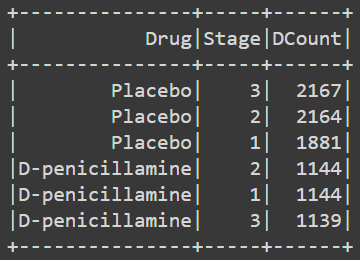 +---------------+-----+------+
|           Drug|Stage|DCount|
+---------------+-----+------+
|        Placebo|    3|  2167|
|        Placebo|    2|  2164|
|        Placebo|    1|  1881|
|D-penicillamine|    2|  1144|
|D-penicillamine|    1|  1144|
|D-penicillamine|    3|  1139|
+---------------+-----+------+